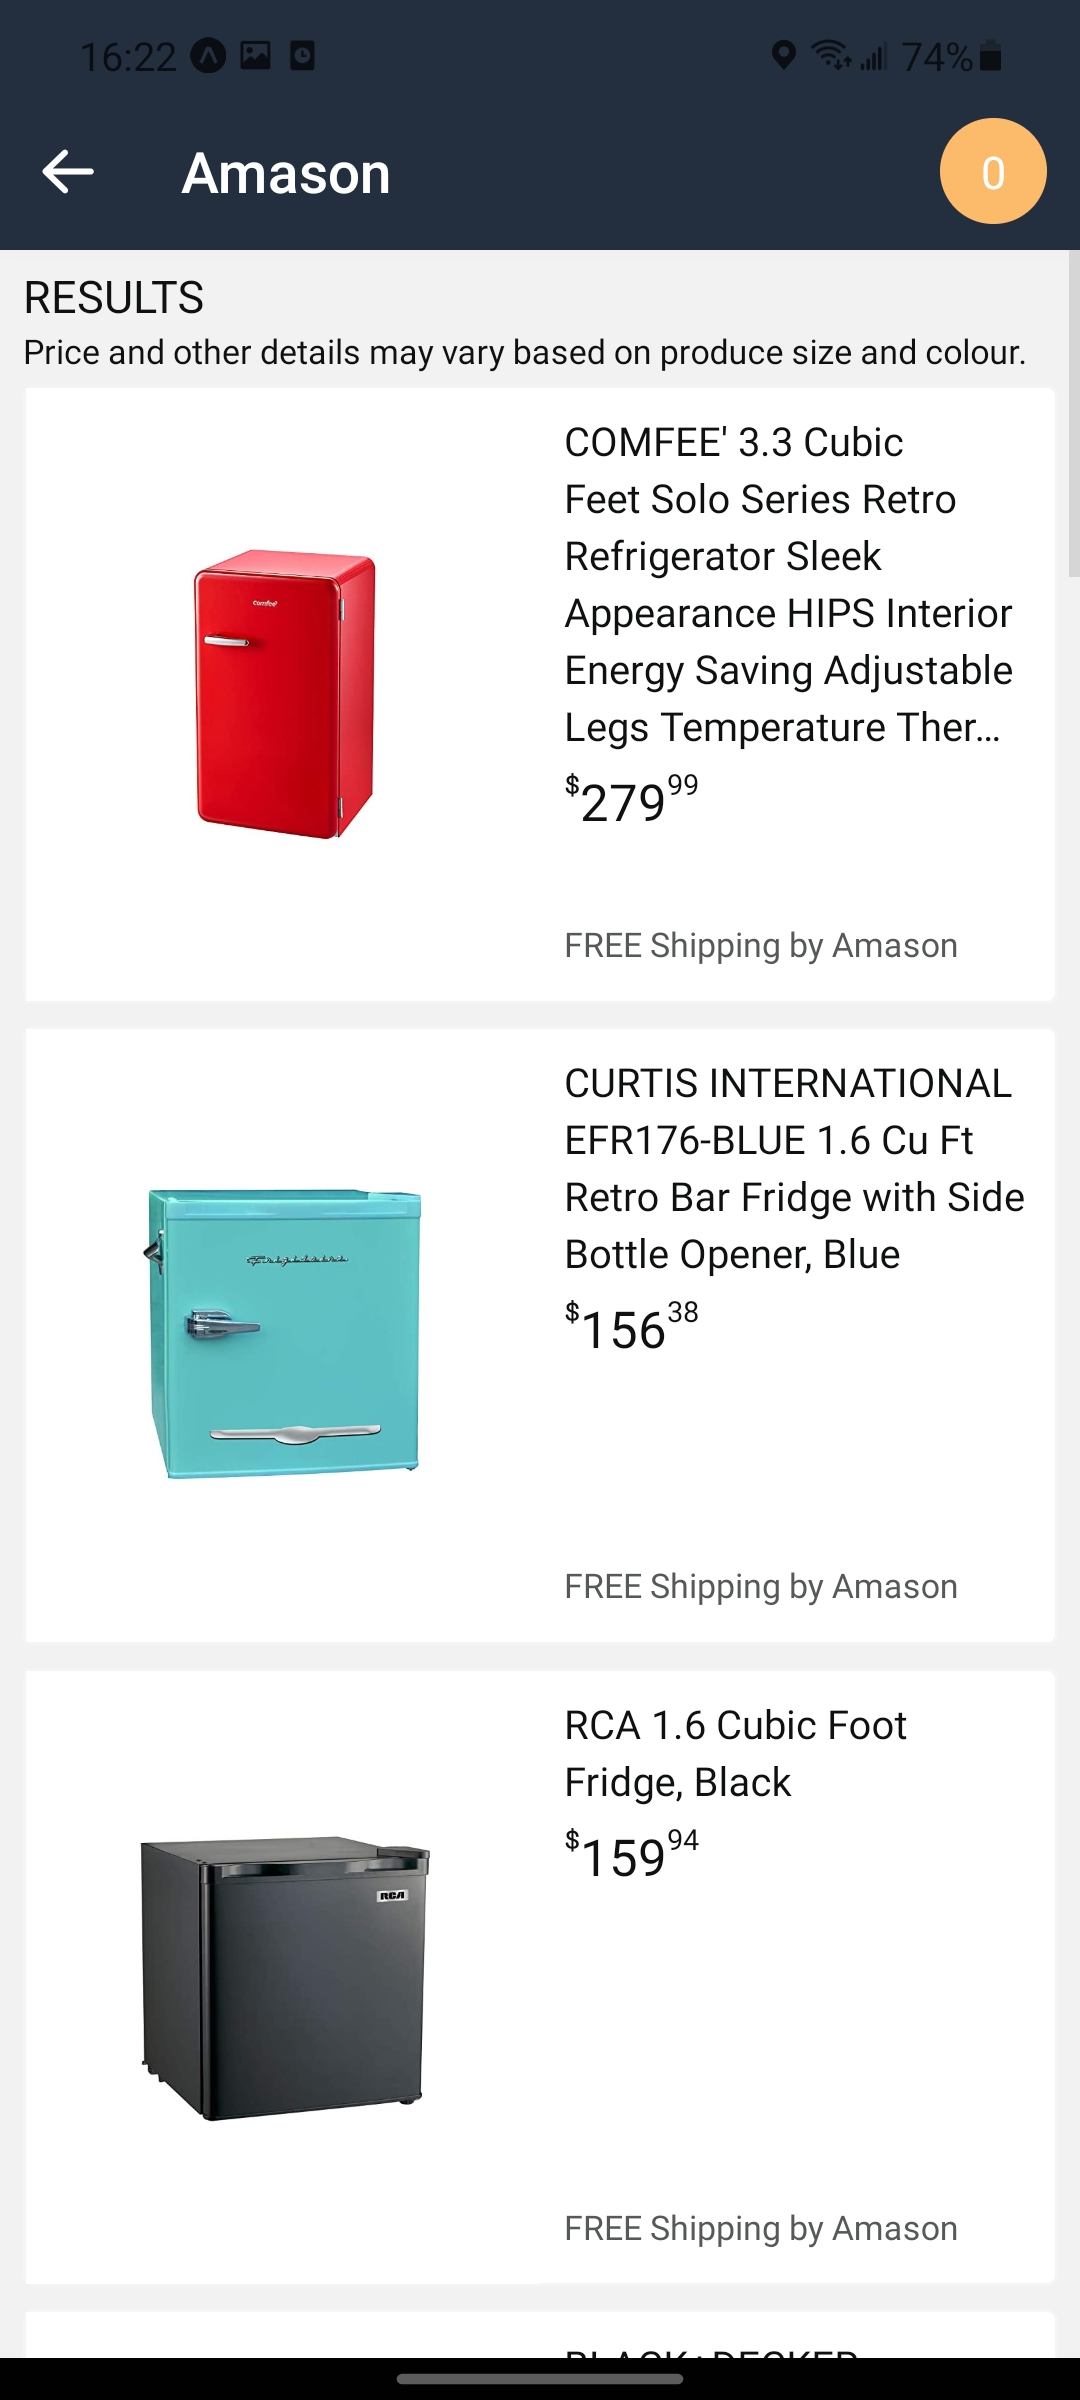 16:22
74%
Amason
0
RESULTS
Price and other details may vary based on produce size and colour.
COMFEE' 3.3 Cubic
Feet Solo Series Retro
Refrigerator Sleek
Appearance HIPS Interior
Energy Saving Adjustable
Legs Temperature Ther...
$279 99
FREE Shipping by Amason
comfee'
CURTIS INTERNATIONAL
EFR176-BLUE 1.6 Cu Ft
Retro Bar Fridge with Side
Bottle Opener, Blue
$156 38
FREE Shipping by Amason
Frigidaire
RCA 1.6 Cubic Foot
Fridge, Black
$159 94
FREE Shipping by Amason
RCA
BLACK+DECKER